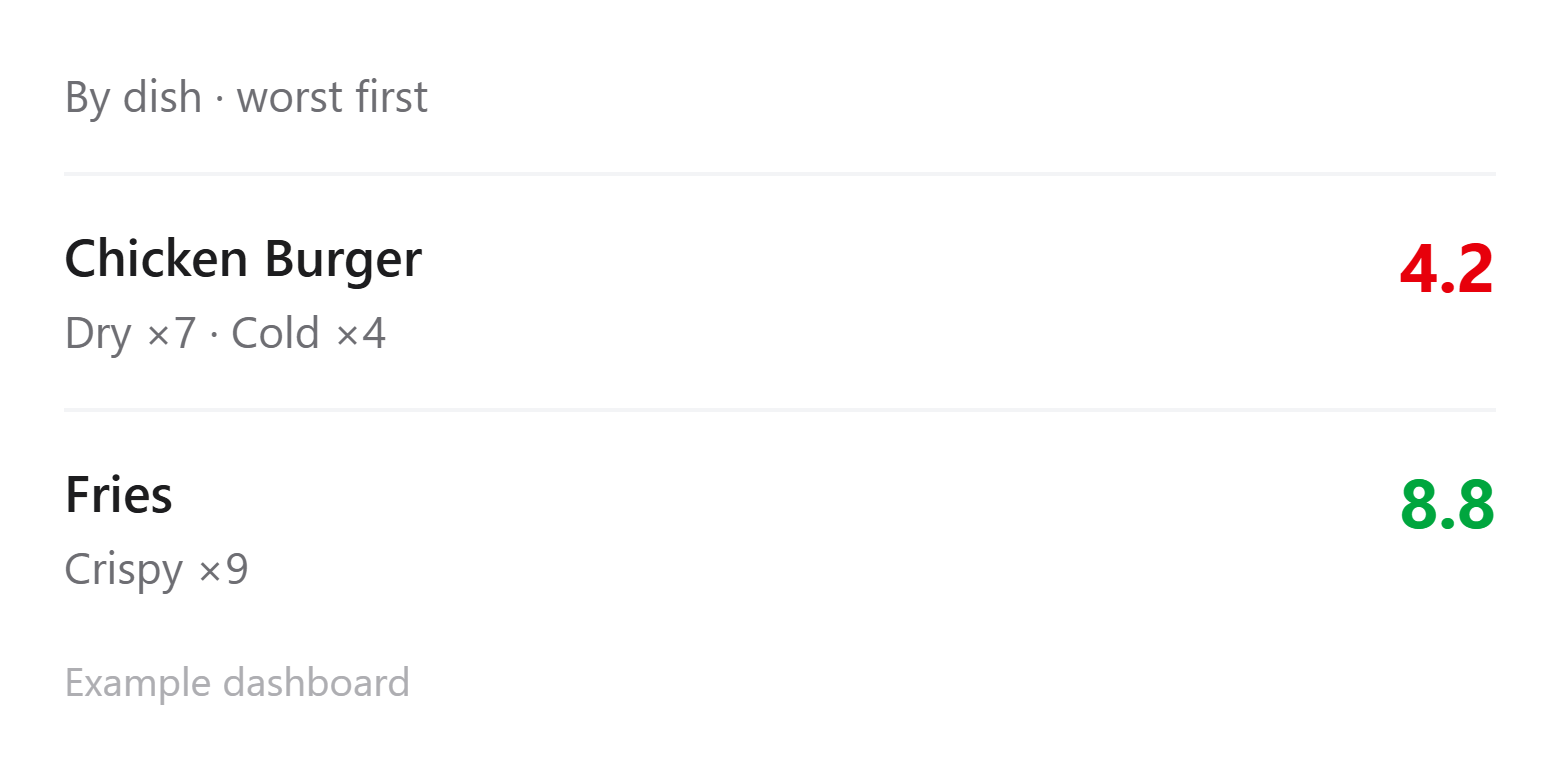 By dish · worst first
Chicken Burger
4.2
Dry ×7 · Cold ×4
Fries
8.8
Crispy ×9
Example dashboard